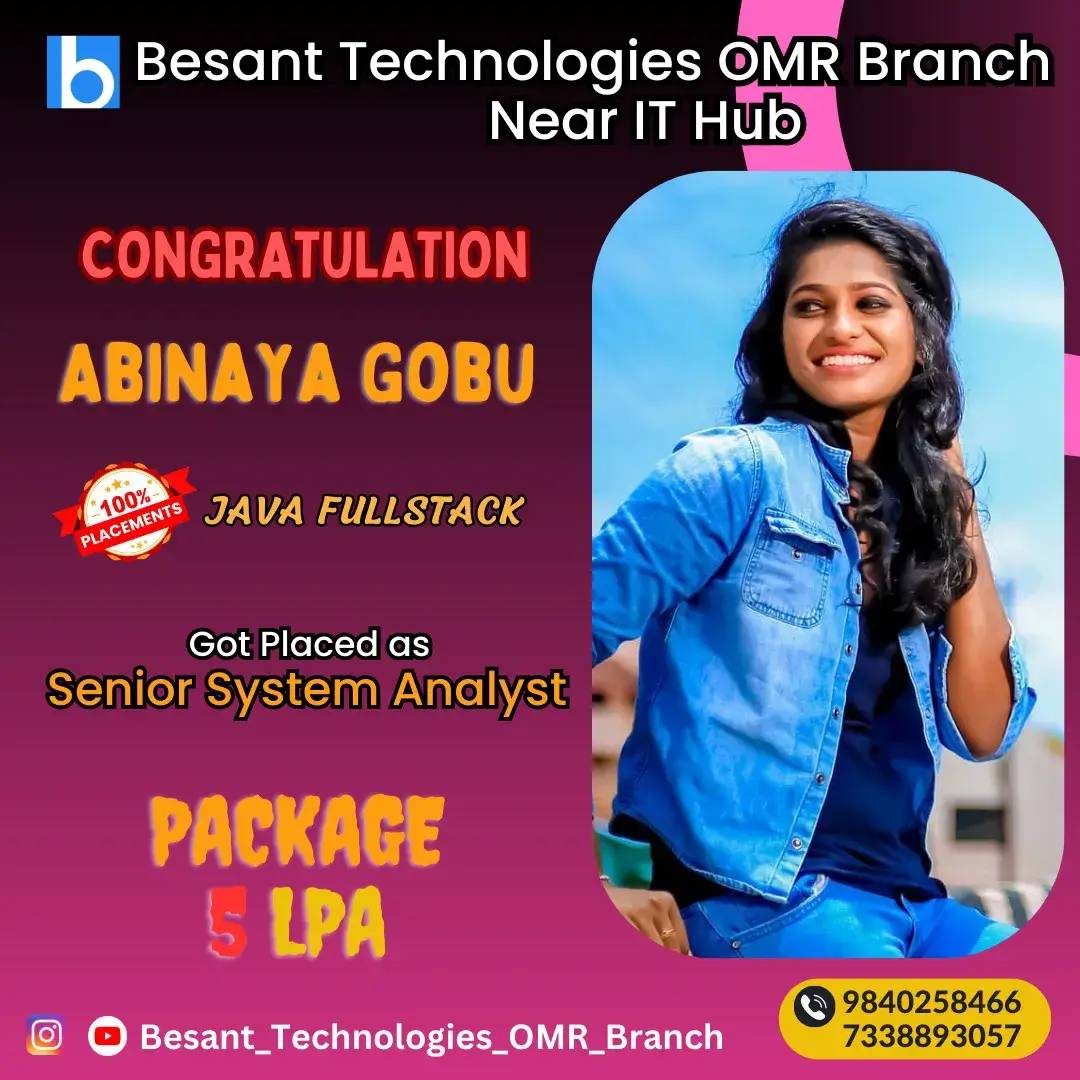 b Besant Technologies OMR Branch
Near IT Hub
CONGRATULATION
ABINAYA GOBU
100%
PLACEMENTS
JAVA FULLSTACK
Got Placed as
Senior System Analyst
PACKAGE
5 LPA
9840258466
7338893057
Besant_Technologies_OMR_Branch